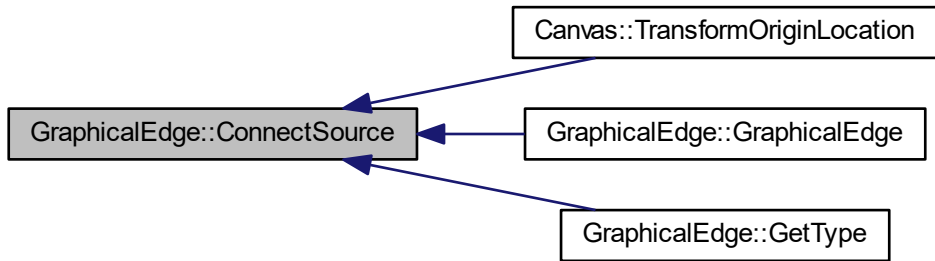 Canvas::TransformOriginLocation
GraphicalEdge::ConnectSource
GraphicalEdge::GraphicalEdge
GraphicalEdge::GetType